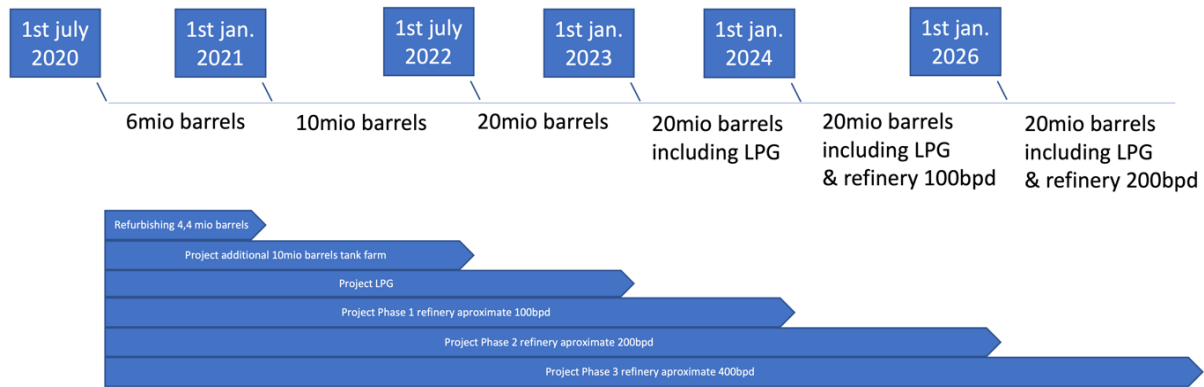 1st july
2020
1st jan.
2021
1st july
2022
1st jan.
2023
1st jan.
2024
1st jan.
2026
6mio barrels
10mio barrels
20mio barrels
20mio barrels
including LPG
20mio barrels
including LPG
& refinery 100bpd
20mio barrels
including LPG
& refinery 200bpd
Refurbishing 4,4 mio barrels
Project additional 10mio barrels tank farm
Project LPG
Project Phase 1 refinery aproximate 100bpd
Project Phase 2 refinery aproximate 200bpd
Project Phase 3 refinery aproximate 400bpd